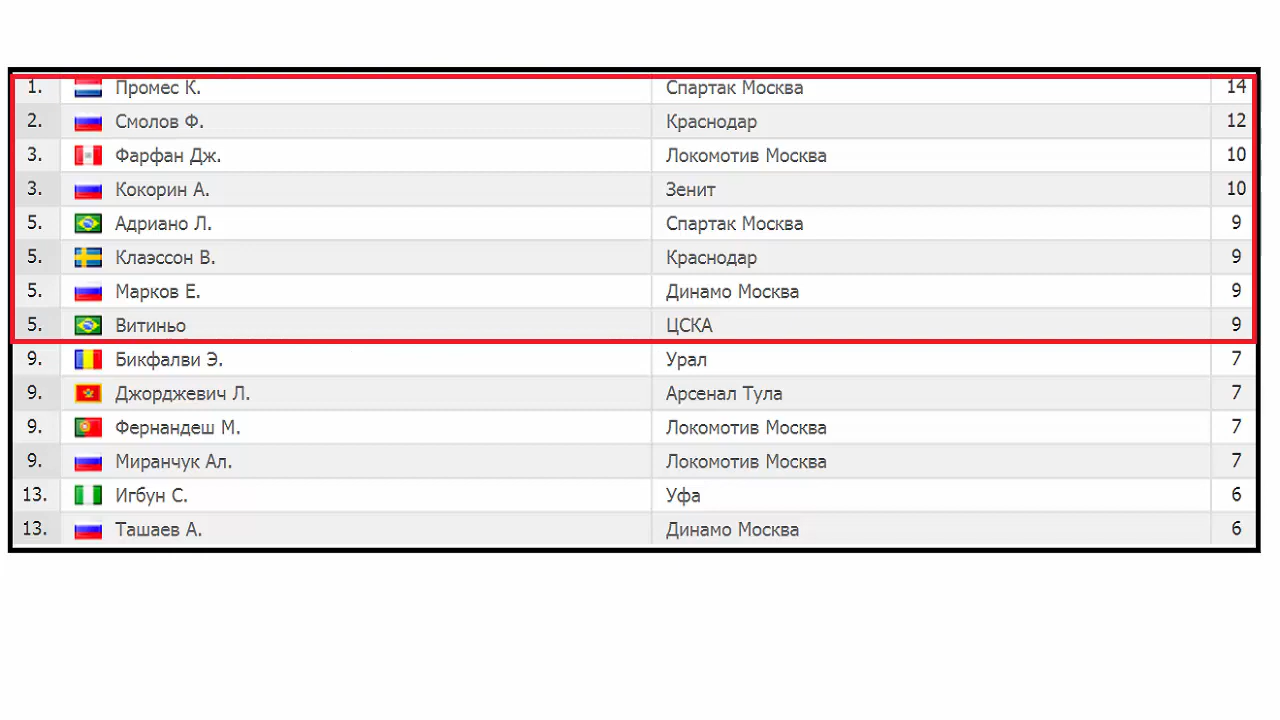 1. Промес К. Спартак Москва 14
2. Смолов Ф. Краснодар 12
3. Фарфан Дж. Локомотив Москва 10
3. Кокорин А. Зенит 10
5. Адриано Л. Спартак Москва 9
5. Клаэссон В. Краснодар 9
5. Марков Е. Динамо Москва 9
5. Витиньо ЦСКА 9
9. Бикфалви Э. Урал 7
9. Джорджевич Л. Арсенал Тула 7
9. Фернандеш М. Локомотив Москва 7
9. Миранчук Ал. Локомотив Москва 7
13. Игбун С. Уфа 6
13. Ташаев А. Динамо Москва 6